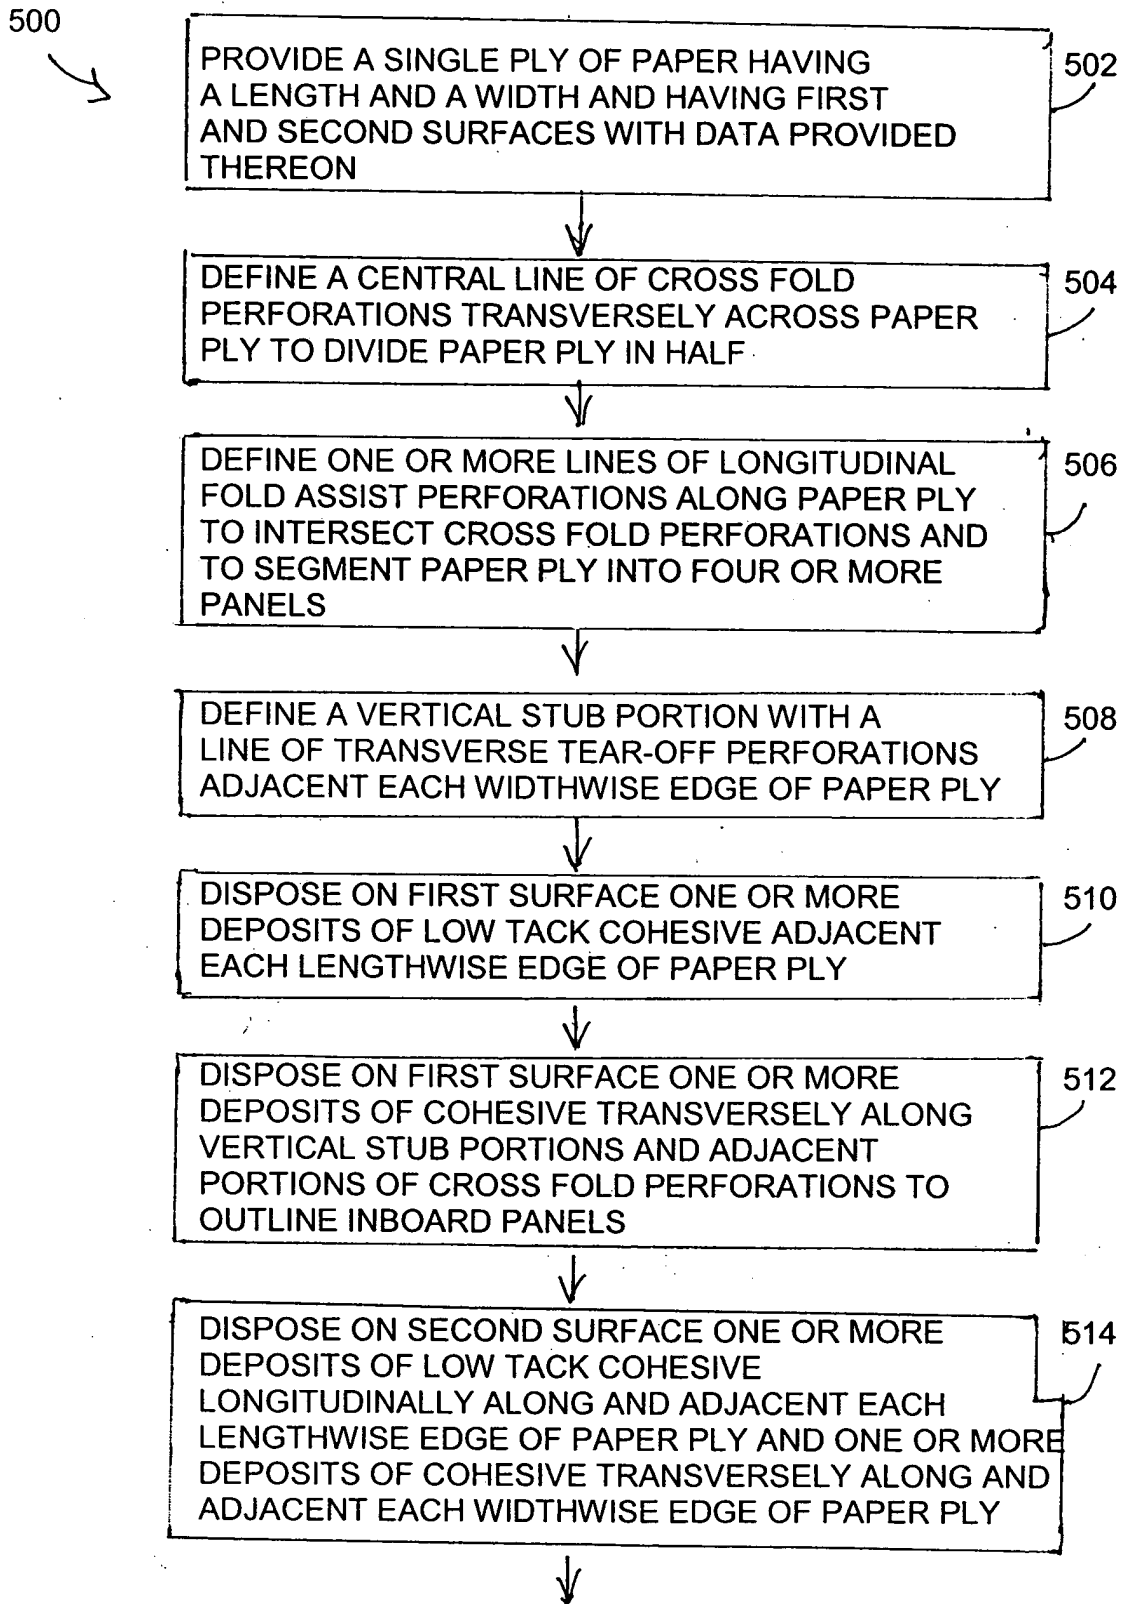 500
PROVIDE A SINGLE PLY OF PAPER HAVING
A LENGTH AND A WIDTH AND HAVING FIRST
AND SECOND SURFACES WITH DATA PROVIDED
THEREON
502
DEFINE A CENTRAL LINE OF CROSS FOLD
PERFORATIONS TRANSVERSELY ACROSS PAPER
PLY TO DIVIDE PAPER PLY IN HALF
504
DEFINE ONE OR MORE LINES OF LONGITUDINAL
FOLD ASSIST PERFORATIONS ALONG PAPER PLY
TO INTERSECT CROSS FOLD PERFORATIONS AND
TO SEGMENT PAPER PLY INTO FOUR OR MORE
PANELS
506
DEFINE A VERTICAL STUB PORTION WITH A
LINE OF TRANSVERSE TEAR-OFF PERFORATIONS
ADJACENT EACH WIDTHWISE EDGE OF PAPER PLY
508
DISPOSE ON FIRST SURFACE ONE OR MORE
DEPOSITS OF LOW TACK COHESIVE ADJACENT
EACH LENGTHWISE EDGE OF PAPER PLY
510
DISPOSE ON FIRST SURFACE ONE OR MORE
DEPOSITS OF COHESIVE TRANSVERSELY ALONG
VERTICAL STUB PORTIONS AND ADJACENT
PORTIONS OF CROSS FOLD PERFORATIONS TO
OUTLINE INBOARD PANELS
512
DISPOSE ON SECOND SURFACE ONE OR MORE
DEPOSITS OF LOW TACK COHESIVE
LONGITUDINALLY ALONG AND ADJACENT EACH
LENGTHWISE EDGE OF PAPER PLY AND ONE OR MORE
DEPOSITS OF COHESIVE TRANSVERSELY ALONG AND
ADJACENT EACH WIDTHWISE EDGE OF PAPER PLY
514